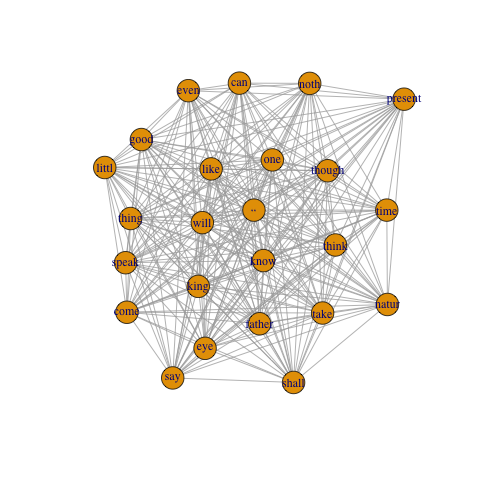 can
noth
even
present
good
one
littl
like
though
..
time
thing
will
think
speak
know
king
natur
come
take
father
eye
say
shall